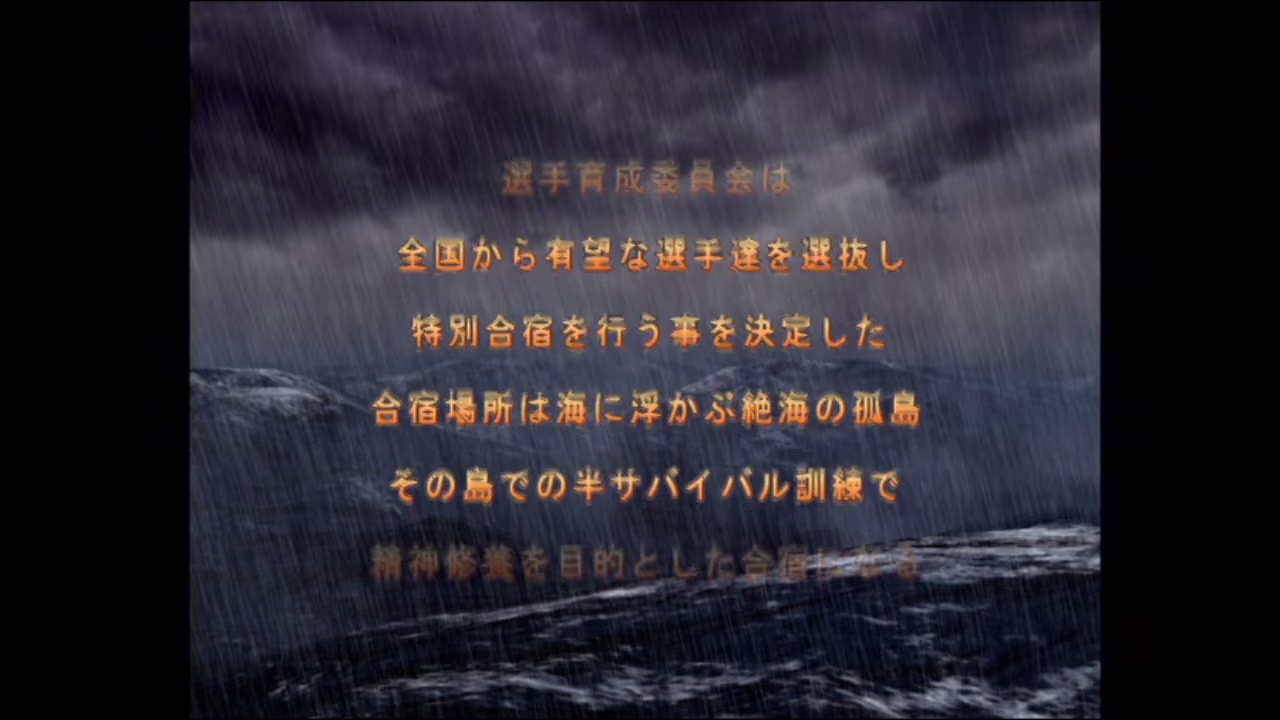 選手育成委員会は
全国から有望な選手達を選抜し
特別合宿を行う事を決定した
合宿場所は海に浮かぶ絶海の孤島
その島での半サバイバル訓練で
精神修養を目的とした合宿になる